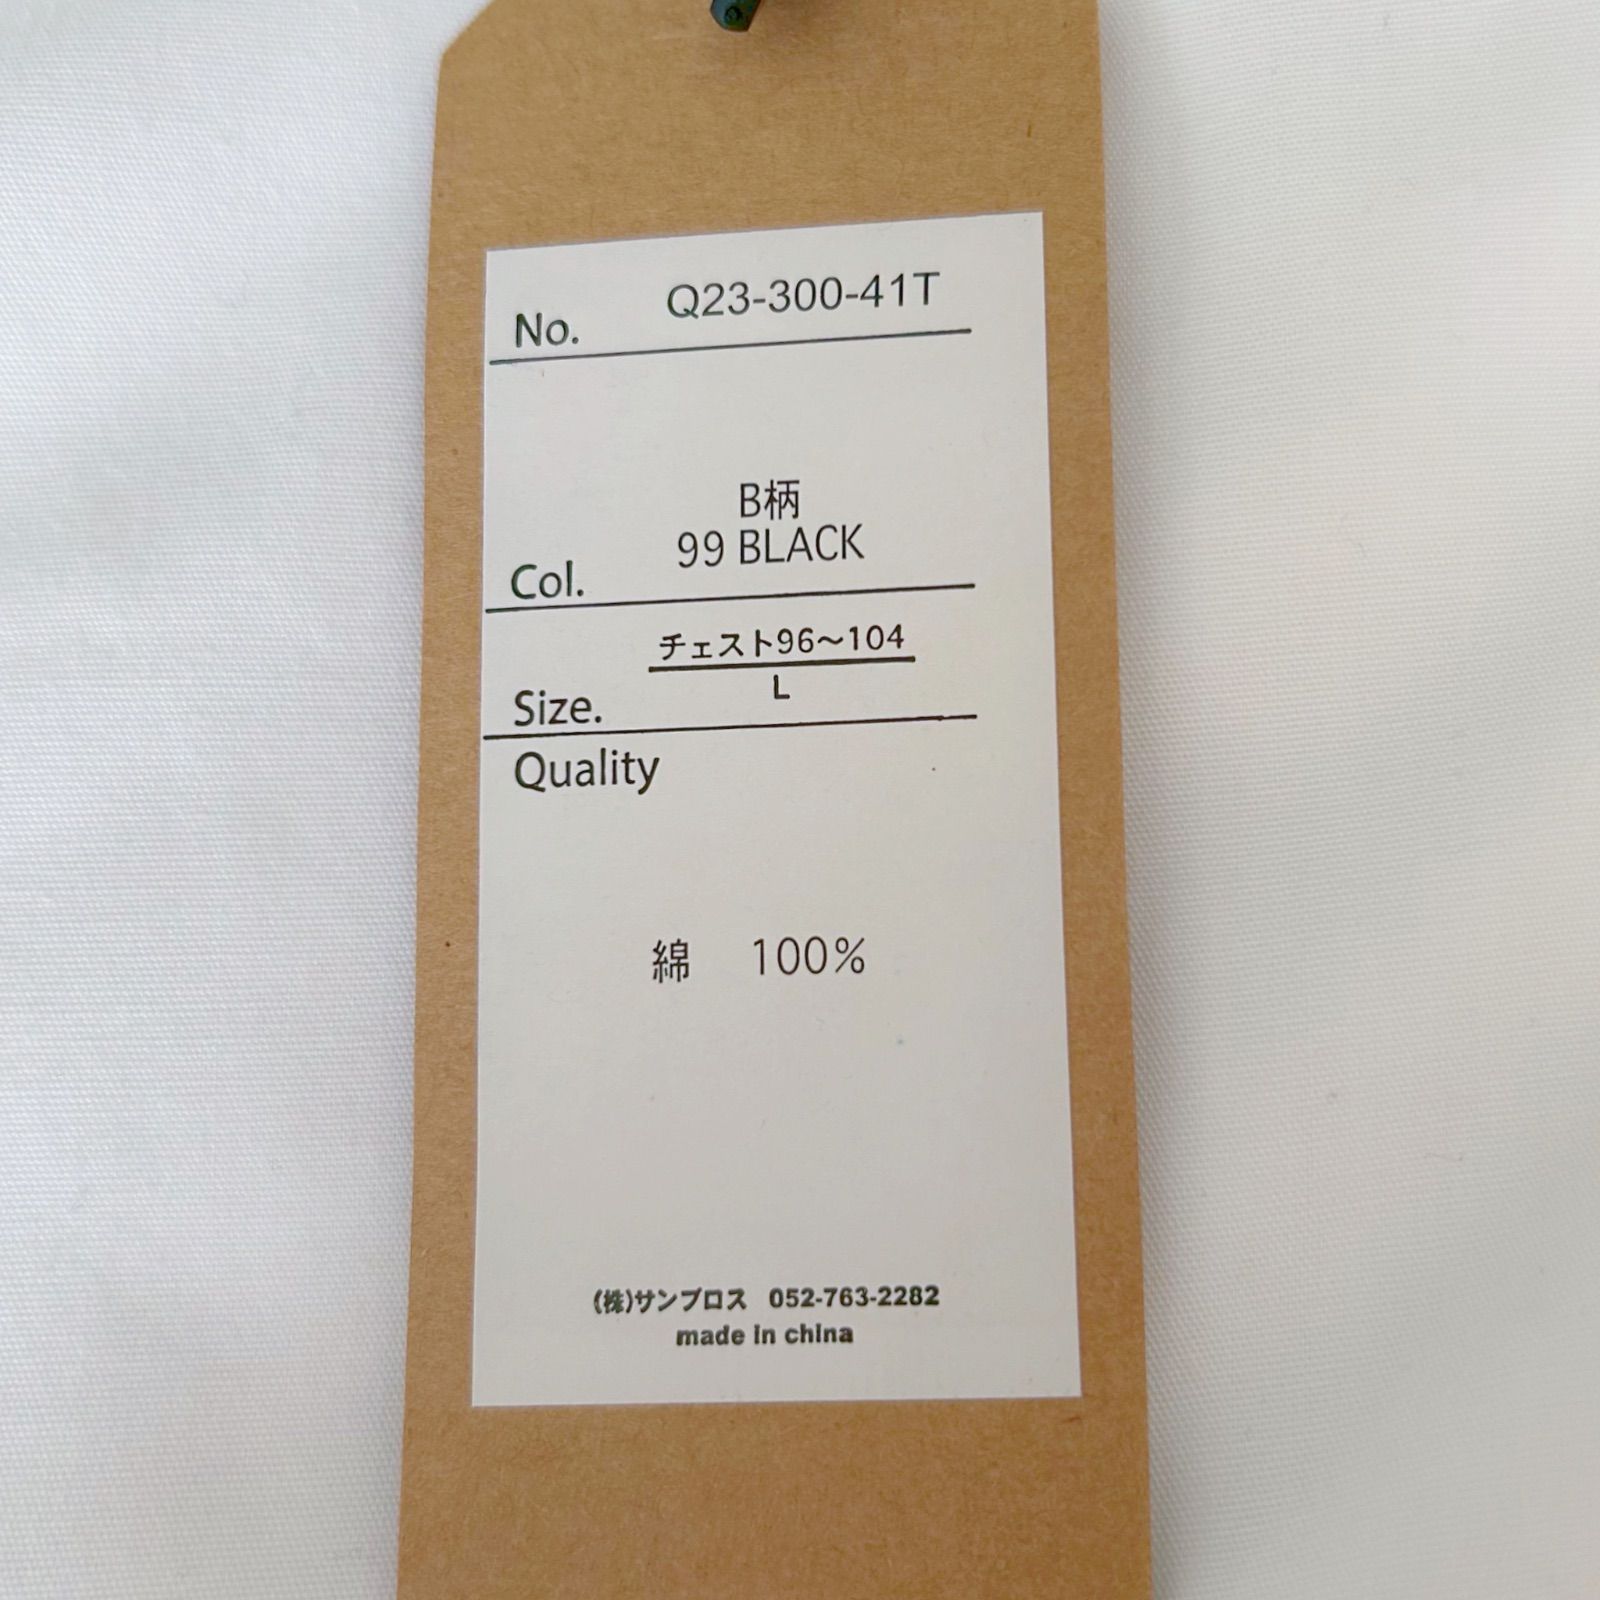 No. Q23-300-41T
B柄
99 BLACK
Col.
チェスト96～104
L
Size.
Quality
綿 100%
(株)サンブロス 052-763-2282
made in china